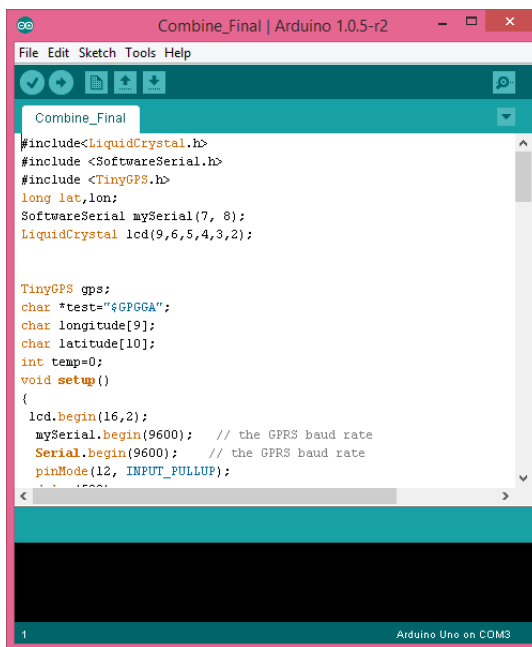 Combine_Final | Arduino 1.0.5-r2
File Edit Sketch Tools Help
Combine_Final
#include<LiquidCrystal.h>
#include <SoftwareSerial.h>
#include <TinyGPS.h>
long lat,lon;
SoftwareSerial mySerial(7, 8);
LiquidCrystal lcd(9,6,5,4,3,2);
TinyGPS gps;
char *test="$GPGGA";
char longitude[9];
char latitude[10];
int temp=0;
void setup()
{
lcd.begin(16,2);
mySerial.begin(9600);   // the GPRS baud rate
Serial.begin(9600);    // the GPRS baud rate
pinMode(12, INPUT_PULLUP);
1
Arduino Uno on COM3